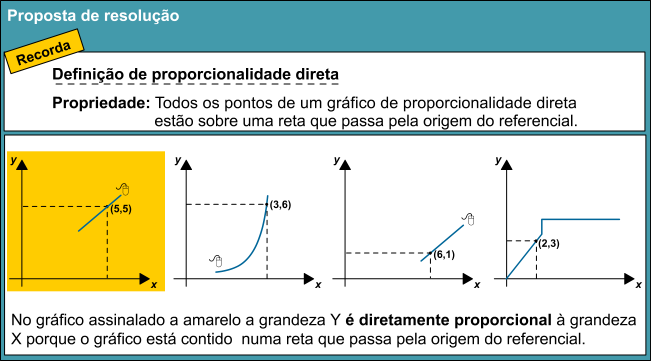 Proposta de resolução
Recorda
Definição de proporcionalidade direta
Propriedade: Todos os pontos de um gráfico de proporcionalidade direta
estão sobre uma reta que passa pela origem do referencial.
y
(5,5)
x
y
(3,6)
x
y
(6,1)
x
y
(2,3)
x
No gráfico assinalado a amarelo a grandeza Y é diretamente proporcional à grandeza
X porque o gráfico está contido numa reta que passa pela origem do referencial.